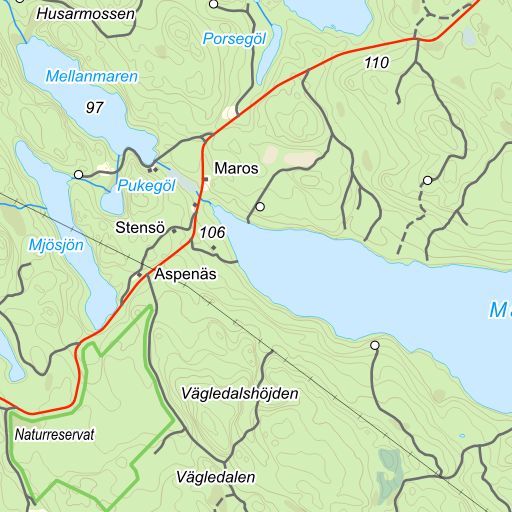 Husarmossen
Porsegöl
Mellanmaren
110
97
Maros
Pukegöl
Stensö
106
Mjösjön
Aspenäs
Vägledalshöjden
Naturreservat
Vägledalen